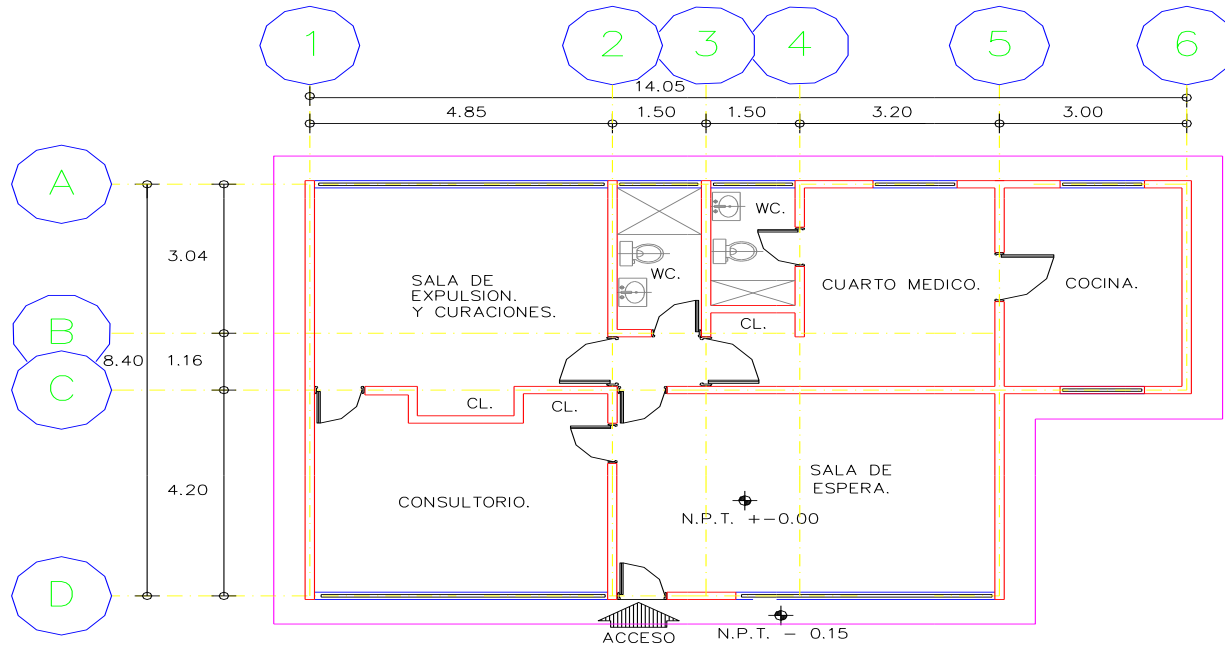 1 2 3 4 5 6
14.05
4.85 1.50 1.50 3.20 3.00
A
B
C
D
3.04
8.40 1.16
4.20
SALA DE
EXPULSION.
Y CURACIONES.
WC.
WC.
CL.
CUARTO MEDICO.
COCINA.
CL.
CL.
CONSULTORIO.
SALA DE
ESPERA.
N.P.T. +-0.00
ACCESO
N.P.T. - 0.15